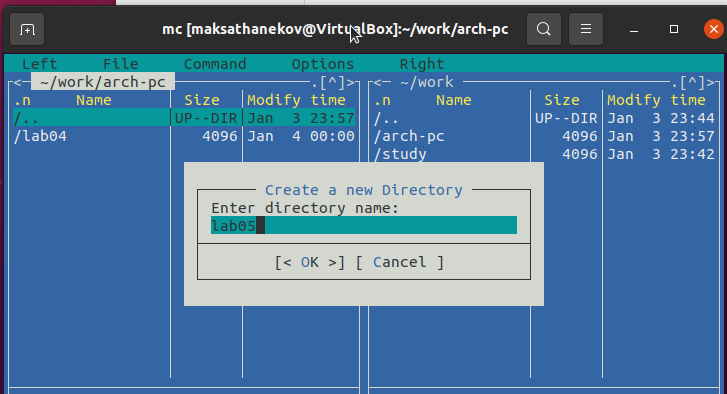 mc [maksathanekov@VirtualBox]:~/work/arch-pc
Left File Command Options Right
<─ ~/work/arch-pc ─.[^]>
.n Name Size Modify time
/.. UP--DIR Jan 3 23:57
/lab04 4096 Jan 4 00:00
<─ ~/work ─.[^]>
.n Name Size Modify time
/.. UP--DIR Jan 3 23:44
/arch-pc 4096 Jan 3 23:57
/study 4096 Jan 3 23:42
Create a new Directory
Enter directory name:
lab05
[< OK >] [ Cancel ]